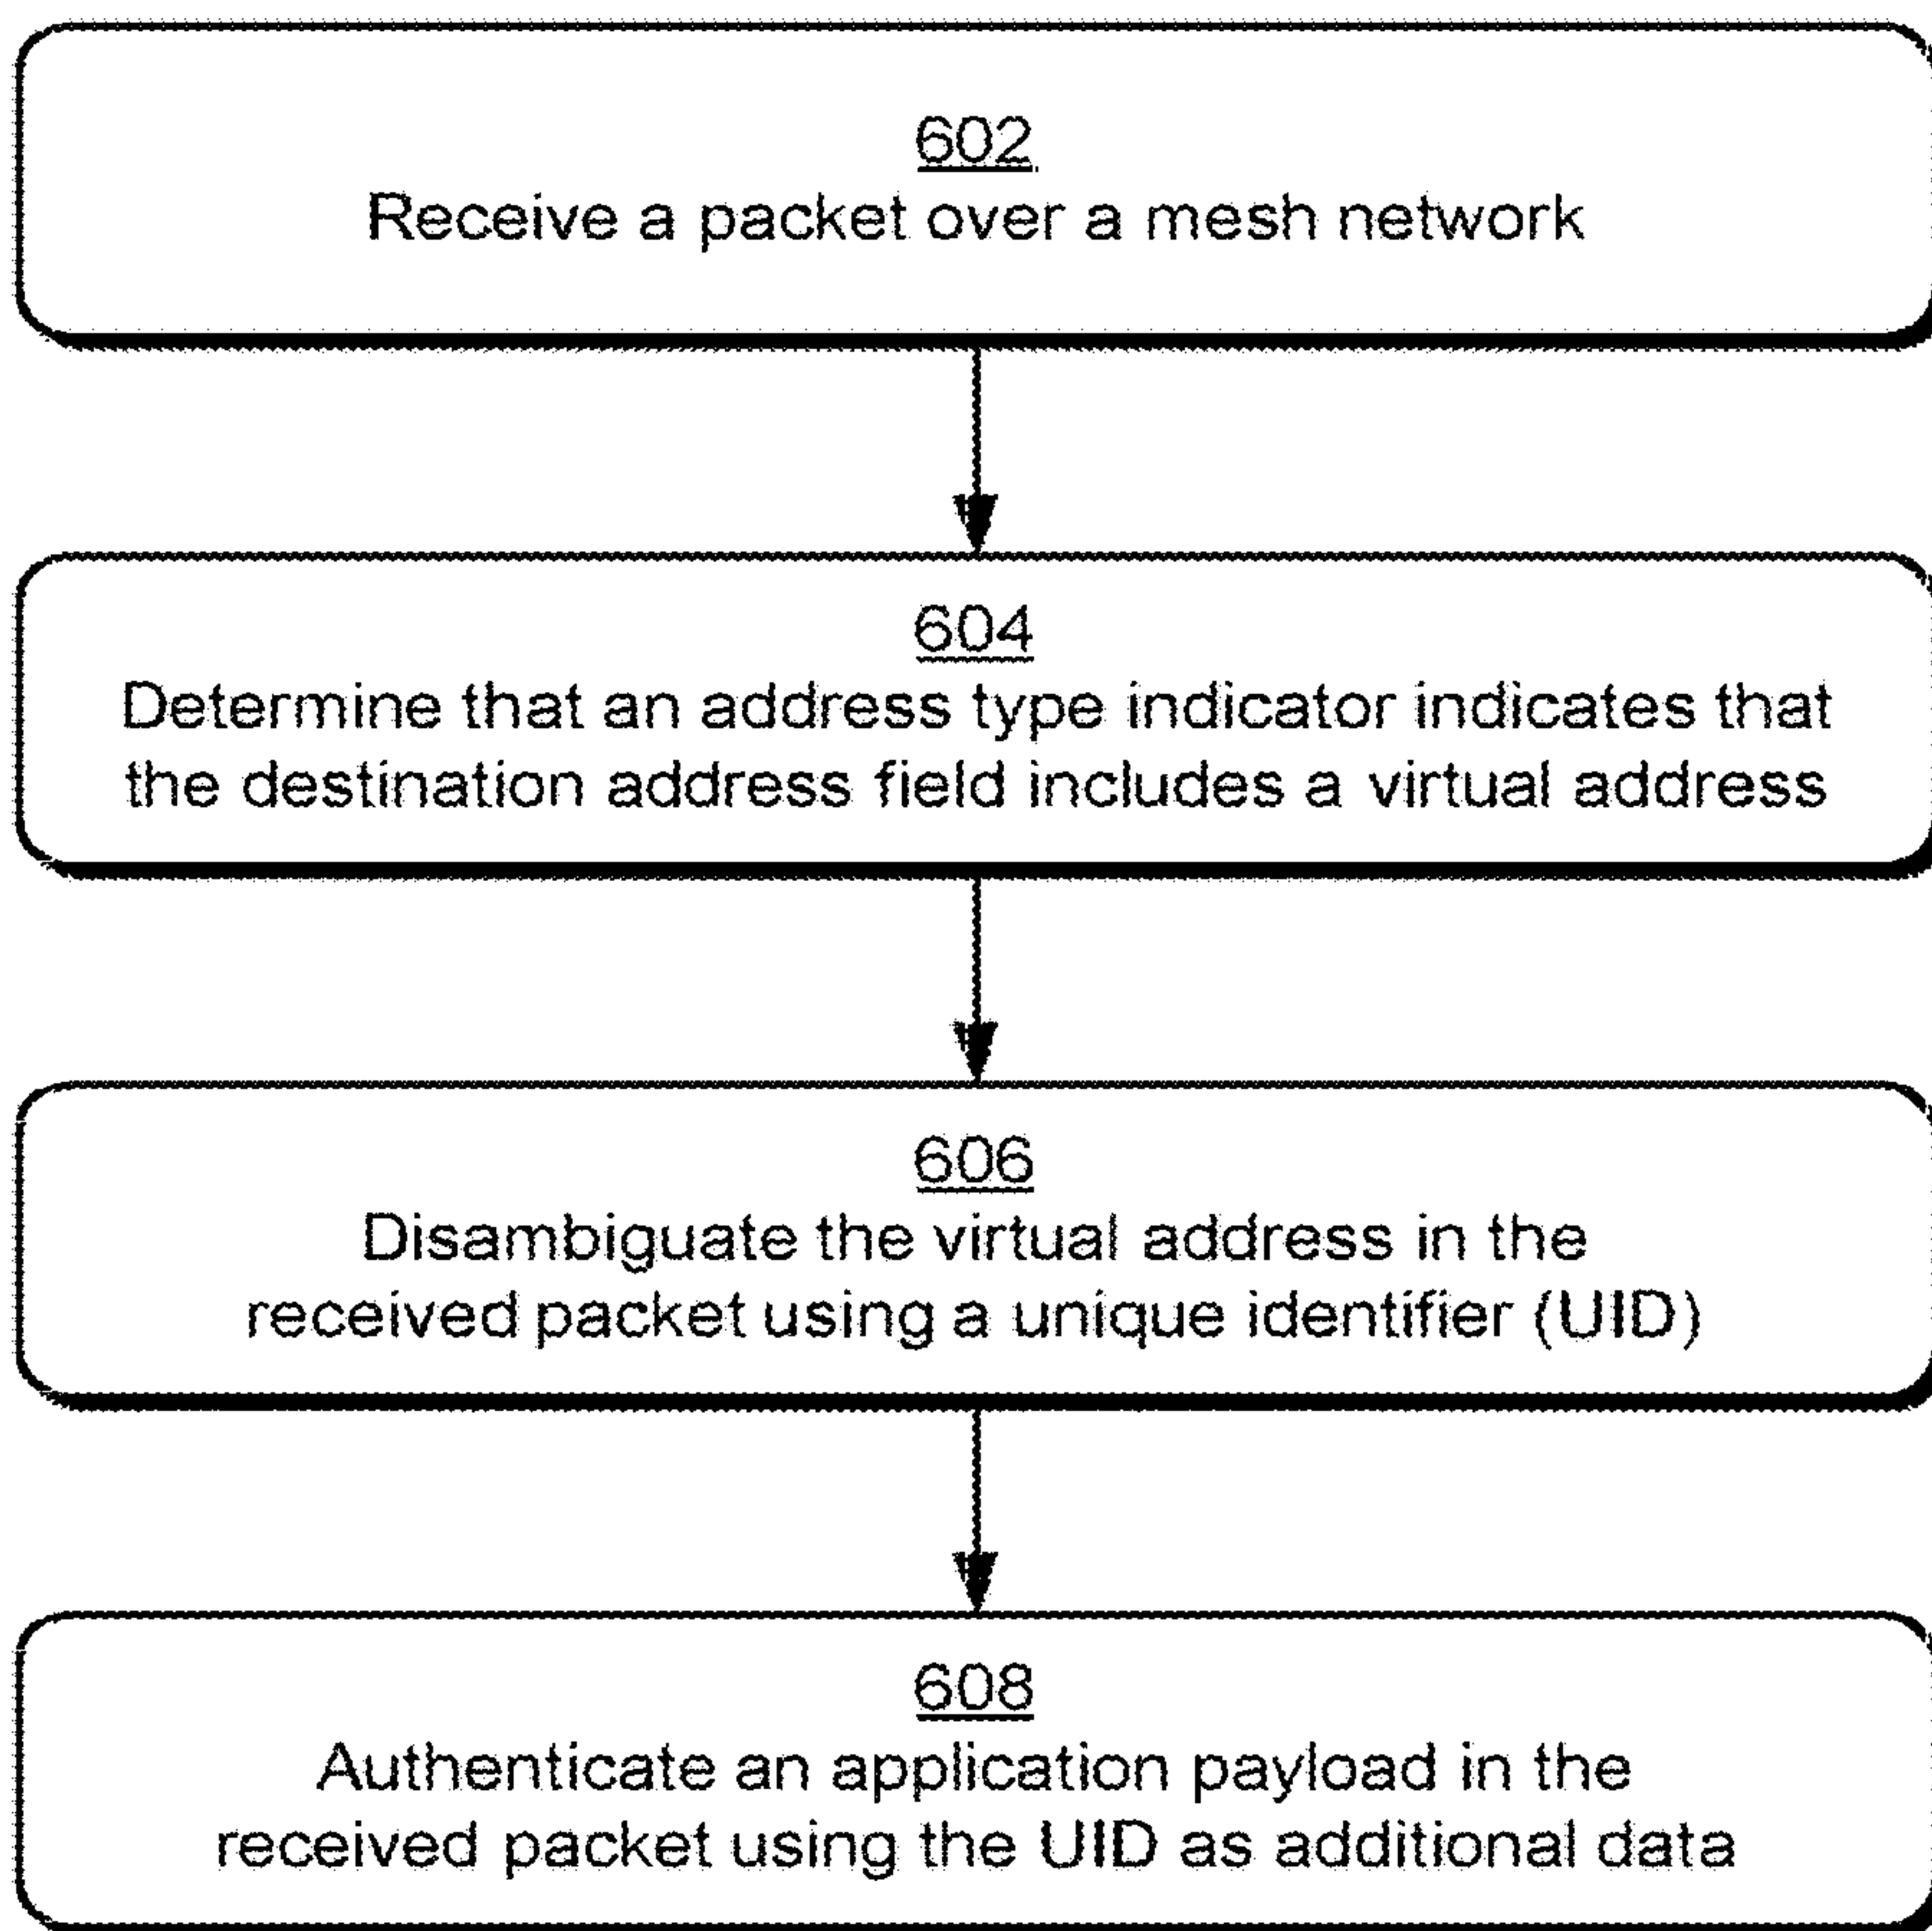 602
Receive a packet over a mesh network
604
Determine that an address type indicator indicates that
the destination address field includes a virtual address
606
Disambiguate the virtual address in the
received packet using a unique identifier (UID)
608
Authenticate an application payload in the
received packet using the UID as additional data